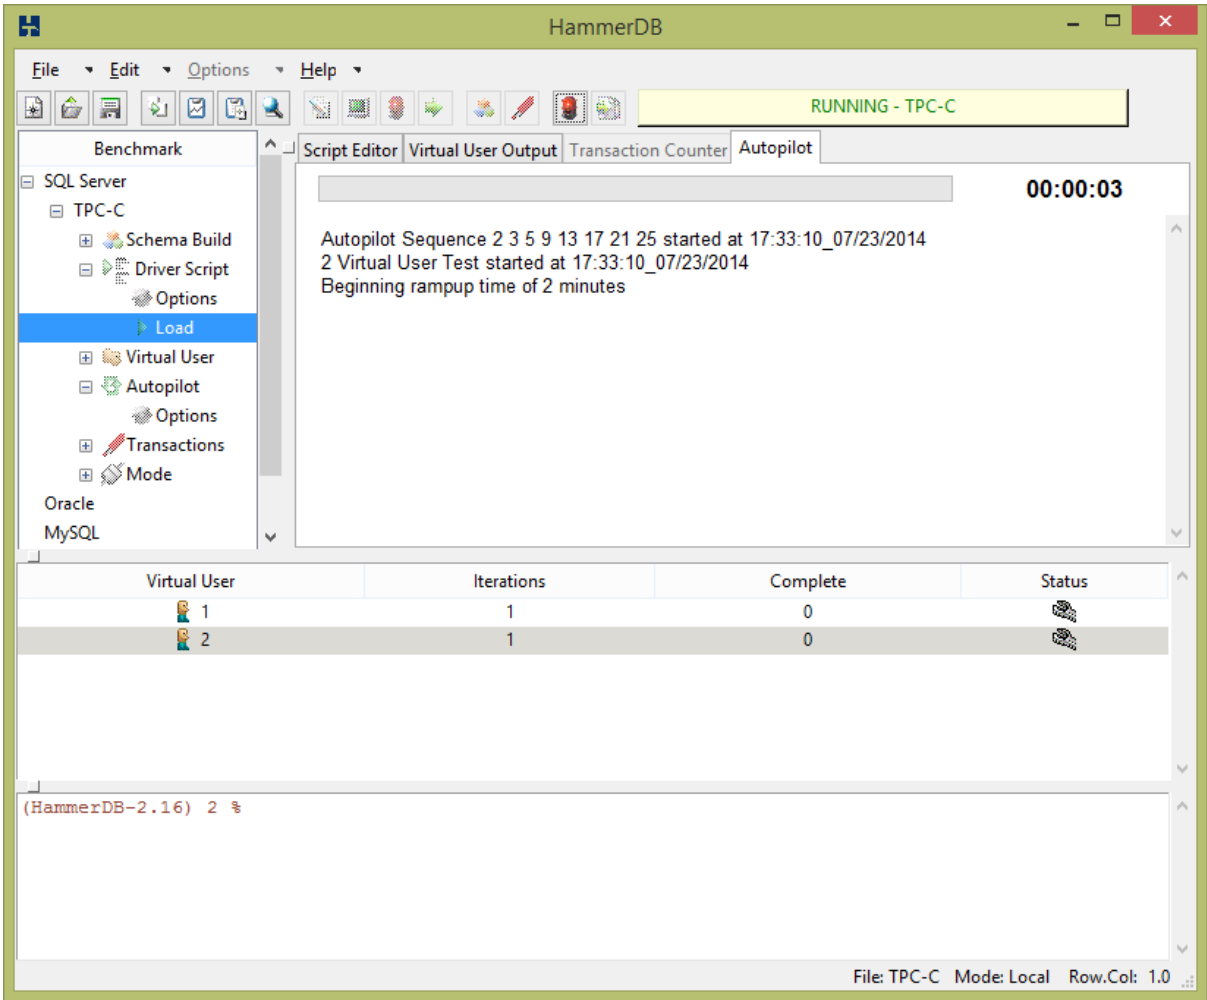 HammerDB
File Edit Options Help
RUNNING - TPC-C
Benchmark
SQL Server
TPC-C
Schema Build
Driver Script
Options
Load
Virtual User
Autopilot
Options
Transactions
Mode
Oracle
MySQL
Script Editor Virtual User Output Transaction Counter Autopilot
00:00:03
Autopilot Sequence 2 3 5 9 13 17 21 25 started at 17:33:10_07/23/2014
2 Virtual User Test started at 17:33:10_07/23/2014
Beginning rampup time of 2 minutes
Virtual User Iterations Complete Status
1 1 0
2 1 0
(HammerDB-2.16) 2 %
File: TPC-C Mode: Local Row.Col: 1.0